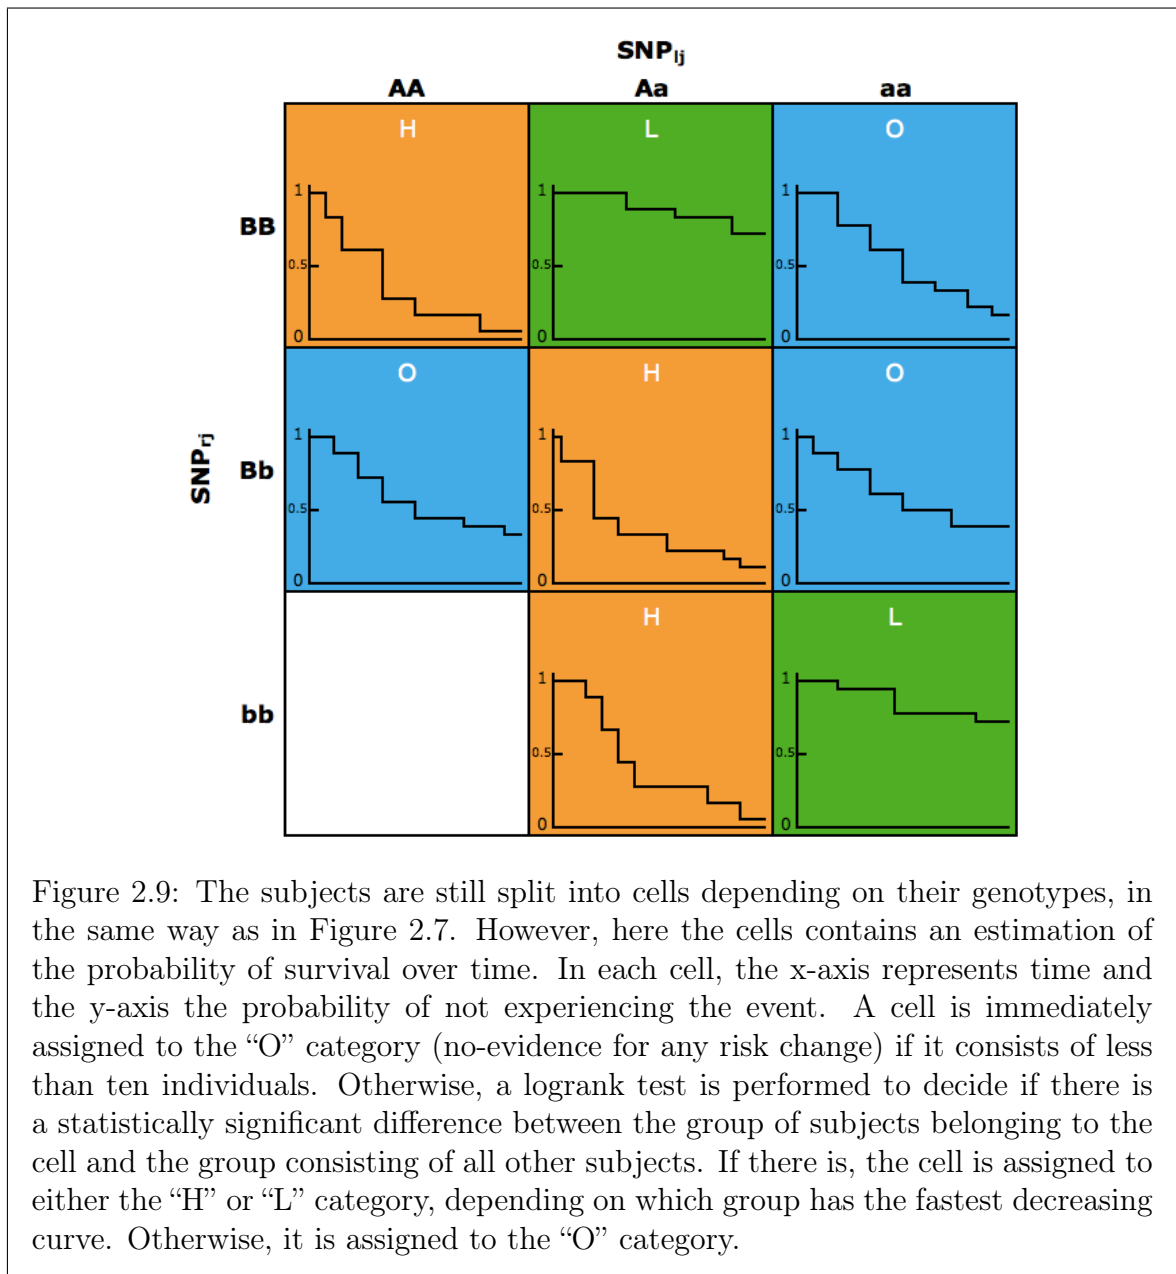 SNPlj
AA Aa aa
H L O
1 1 1
BB
0.5 0.5 0.5
0 0 0
O H O
1 1 1
SNPrj
Bb
0.5 0.5 0.5
0 0 0
H L
1 1
bb
0.5 0.5
0 0
Figure 2.9: The subjects are still split into cells depending on their genotypes, in
the same way as in Figure 2.7. However, here the cells contains an estimation of
the probability of survival over time. In each cell, the x-axis represents time and
the y-axis the probability of not experiencing the event. A cell is immediately
assigned to the “O” category (no-evidence for any risk change) if it consists of less
than ten individuals. Otherwise, a logrank test is performed to decide if there is
a statistically significant difference between the group of subjects belonging to the
cell and the group consisting of all other subjects. If there is, the cell is assigned to
either the “H” or “L” category, depending on which group has the fastest decreasing
curve. Otherwise, it is assigned to the “O” category.